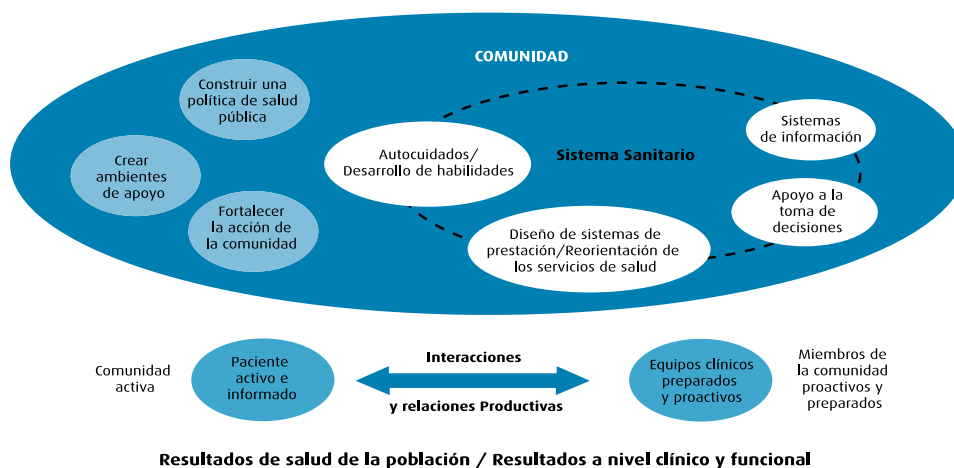 COMUNIDAD
Construir una
política de salud
pública
Crear
ambientes
de apoyo
Fortalecer
la acción de
la comunidad
Autocuidados/
Desarrollo de habilidades
Sistema Sanitario
Sistemas
de información
Apoyo a la
toma de
decisiones
Diseño de sistemas de
prestación/Reorientación de
los servicios de salud
Comunidad
activa
Paciente
activo e
informado
Interacciones
y relaciones Productivas
Equipos clínicos
preparados
y proactivos
Miembros de
la comunidad
proactivos y
preparados
Resultados de salud de la población / Resultados a nivel clínico y funcional